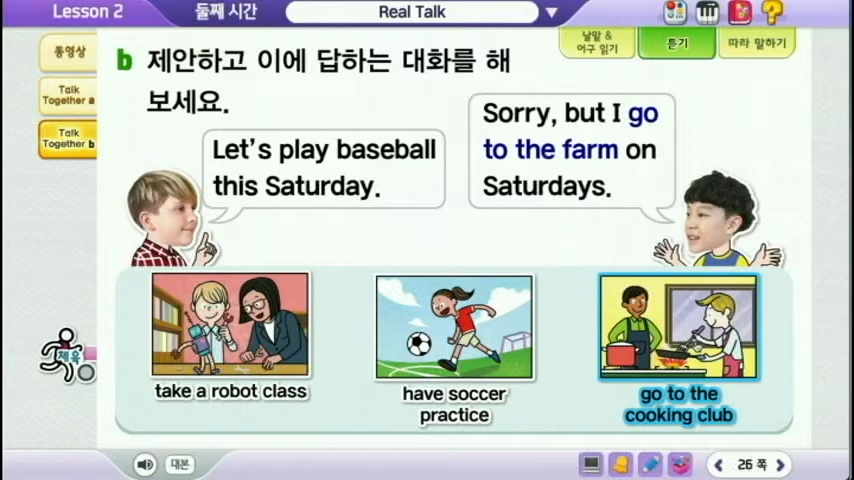 Lesson 2
둘째 시간
Real Talk
낱말 &
어구 읽기
듣기
따라 말하기
동영상
Talk
Together a
Talk
Together b
b 제안하고 이에 답하는 대화를 해
보세요.
Let's play baseball
this Saturday.
Sorry, but I go
to the farm on
Saturdays.
take a robot class
have soccer
practice
go to the
cooking club
체육
대본
26 쪽